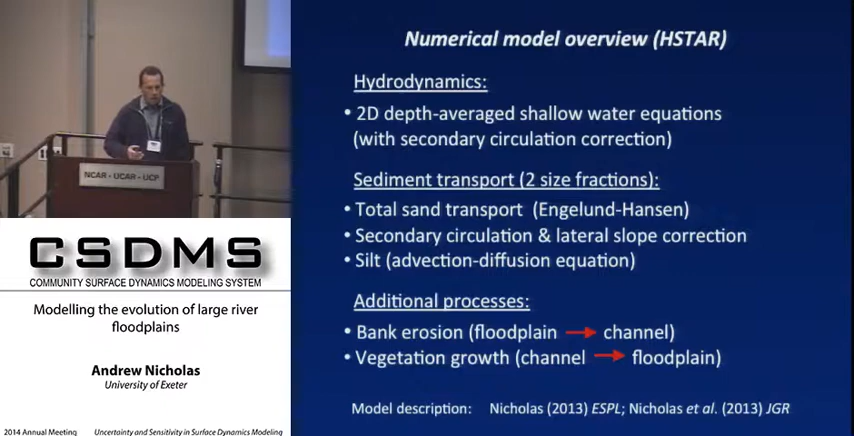 NCAR · UCAR · UCP
CSDMS
COMMUNITY SURFACE DYNAMICS MODELING SYSTEM
Modelling the evolution of large river
floodplains
Andrew Nicholas
University of Exeter
2014 Annual Meeting
Uncertainty and Sensitivity in Surface Dynamics Modeling
Numerical model overview (HSTAR)
Hydrodynamics:
• 2D depth-averaged shallow water equations
(with secondary circulation correction)
Sediment transport (2 size fractions):
• Total sand transport (Engelund-Hansen)
• Secondary circulation & lateral slope correction
• Silt (advection-diffusion equation)
Additional processes:
• Bank erosion (floodplain → channel)
• Vegetation growth (channel → floodplain)
Model description: Nicholas (2013) ESPL; Nicholas et al. (2013) JGR